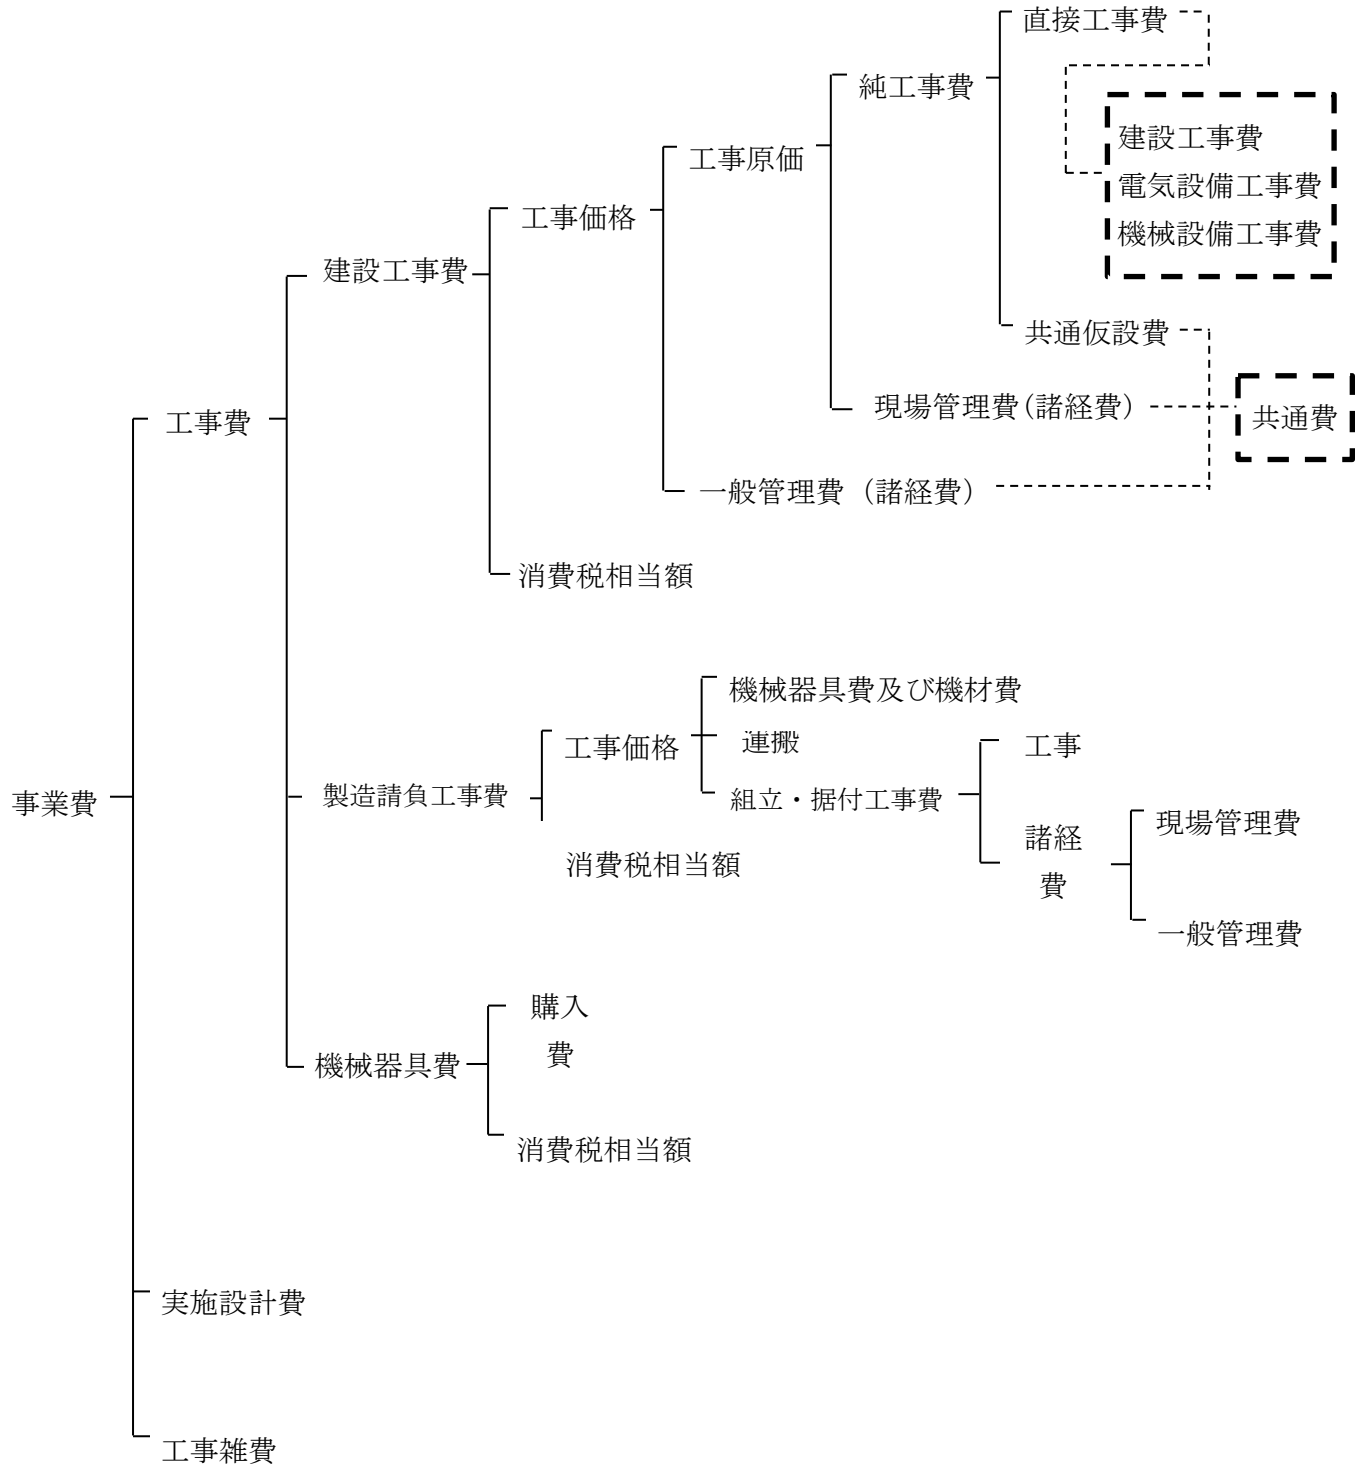 直接工事費
純工事費
建設工事費
工事原価
電気設備工事費
工事価格
機械設備工事費
建設工事費
共通仮設費
現場管理費(諸経費)
共通費
工事費
一般管理費（諸経費）
消費税相当額
機械器具費及び機材費
運搬
工事
工事価格
製造請負工事費
組立・据付工事費
事業費
現場管理費
諸経
費
消費税相当額
一般管理費
購入
費
機械器具費
消費税相当額
実施設計費
工事雑費